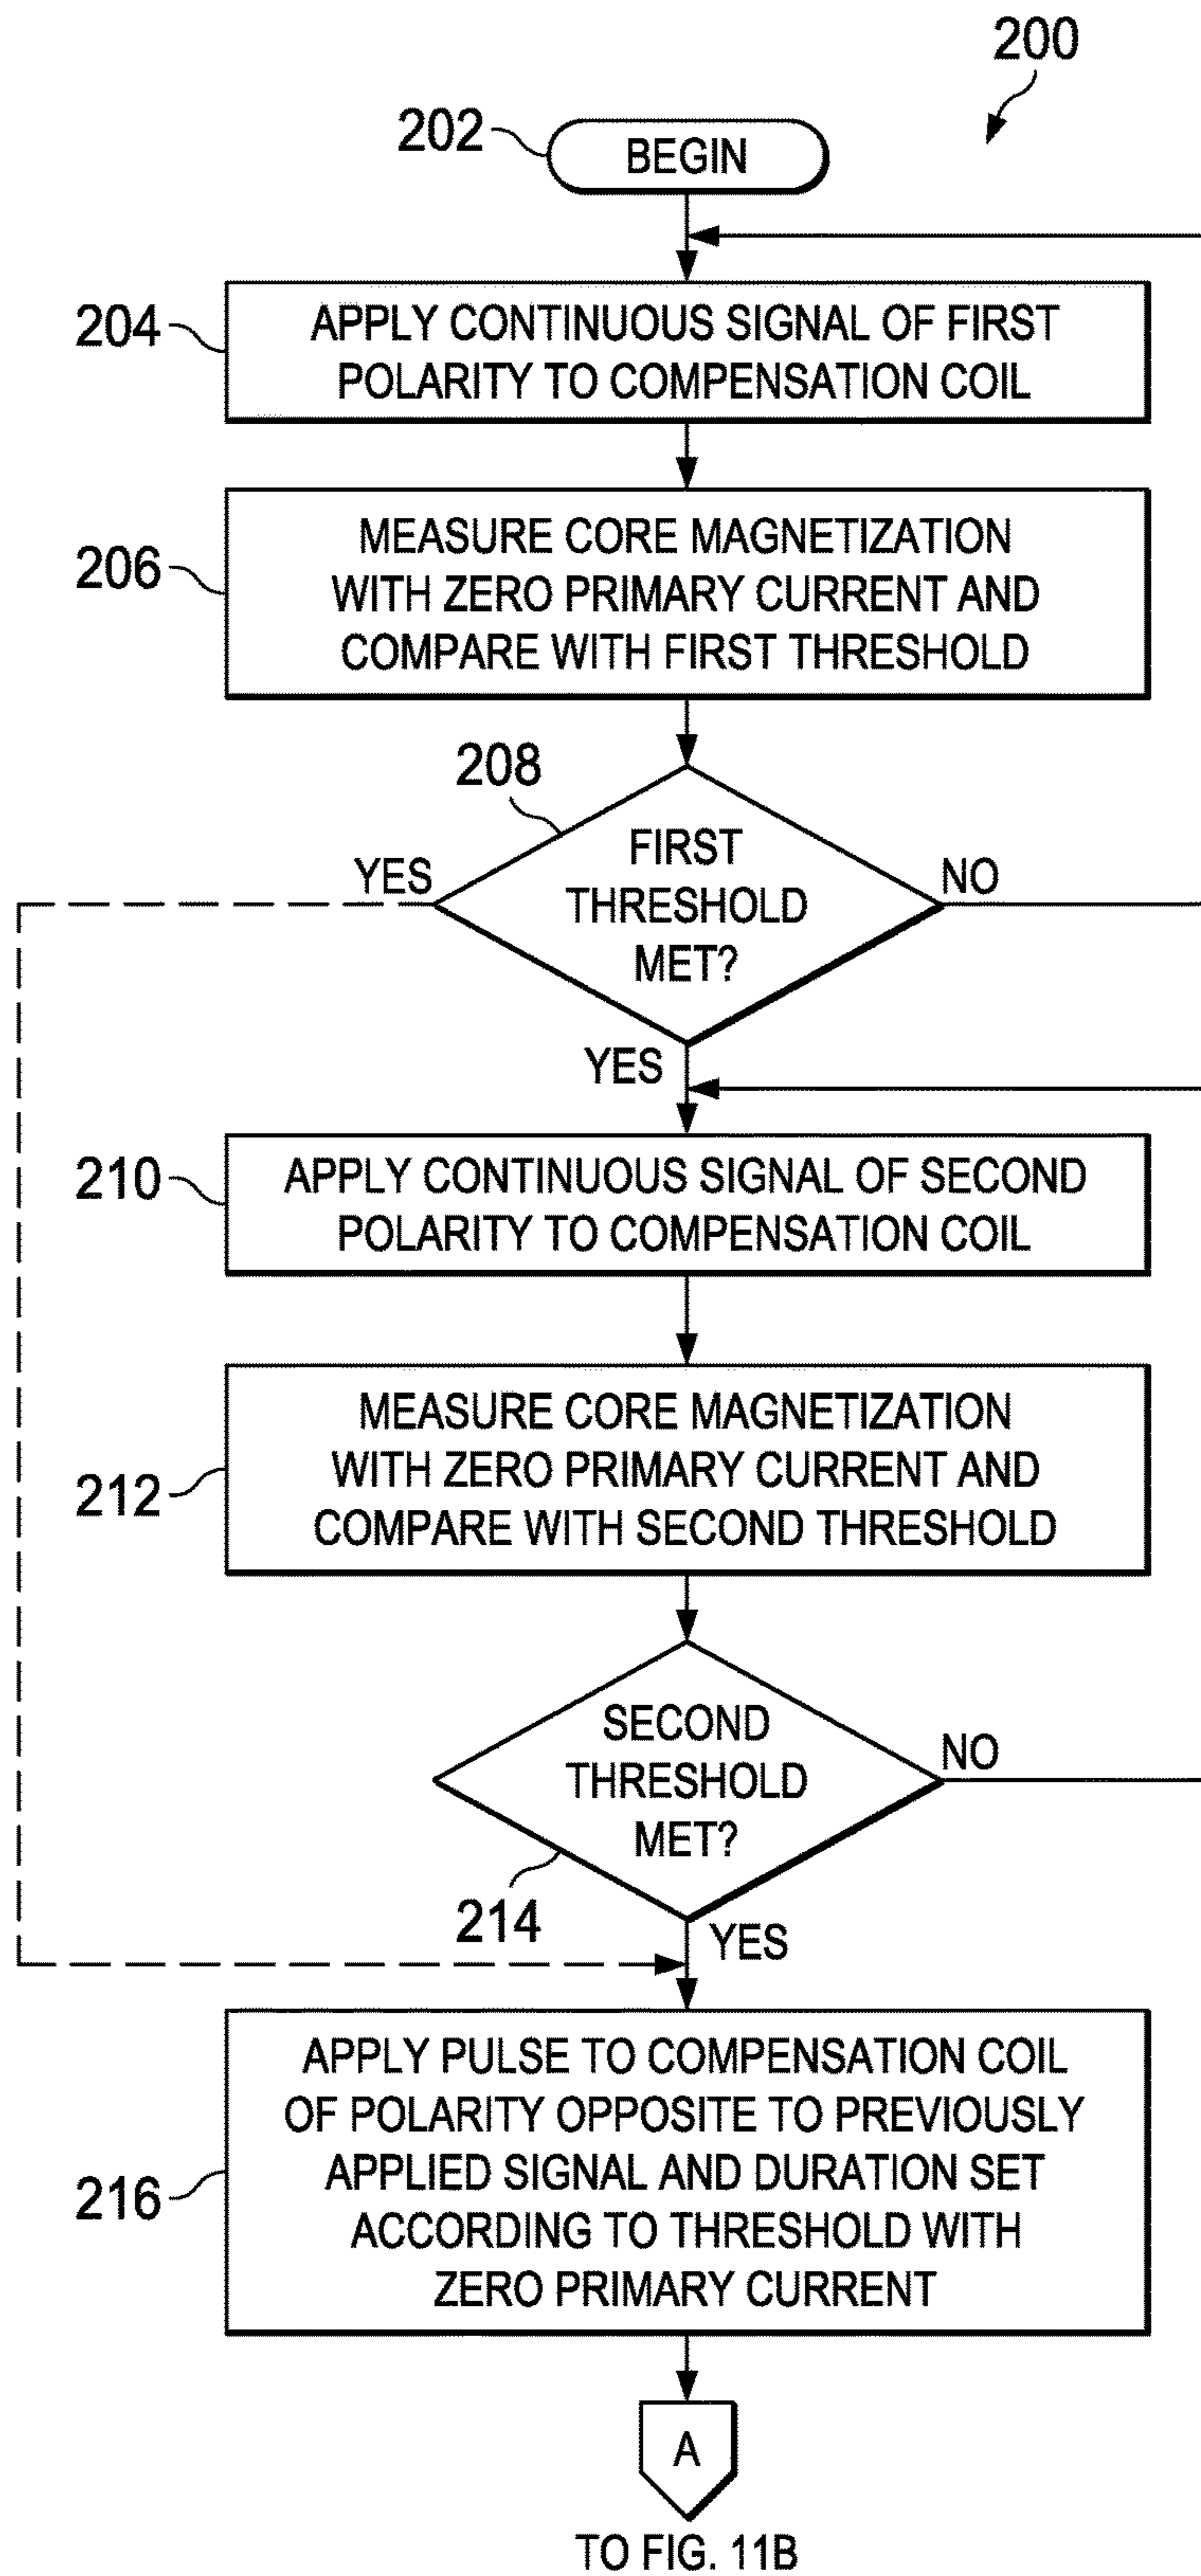 200
202
BEGIN
204
APPLY CONTINUOUS SIGNAL OF FIRST
POLARITY TO COMPENSATION COIL
206
MEASURE CORE MAGNETIZATION
WITH ZERO PRIMARY CURRENT AND
COMPARE WITH FIRST THRESHOLD
208
YES
FIRST
THRESHOLD
MET?
NO
YES
210
APPLY CONTINUOUS SIGNAL OF SECOND
POLARITY TO COMPENSATION COIL
212
MEASURE CORE MAGNETIZATION
WITH ZERO PRIMARY CURRENT AND
COMPARE WITH SECOND THRESHOLD
SECOND
THRESHOLD
MET?
NO
214
YES
216
APPLY PULSE TO COMPENSATION COIL
OF POLARITY OPPOSITE TO PREVIOUSLY
APPLIED SIGNAL AND DURATION SET
ACCORDING TO THRESHOLD WITH
ZERO PRIMARY CURRENT
A
TO FIG. 11B